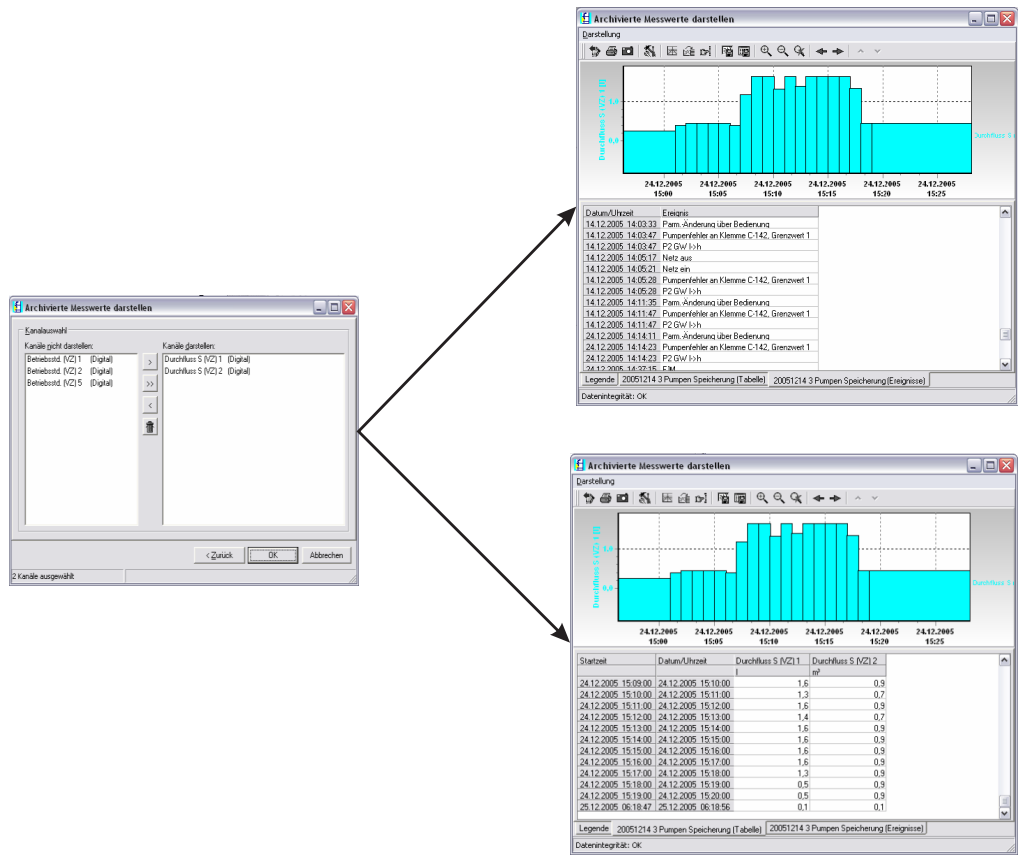 Archivierte Messwerte darstellen
Kanalauswahl
Kanäle nicht darstellen:
Betriebsstd. (VZ) 1 (Digital)
Betriebsstd. (VZ) 2 (Digital)
Betriebsstd. (VZ) 5 (Digital)
>
>>
<
Kanäle darstellen:
Durchfluss S (VZ) 1 (Digital)
Durchfluss S (VZ) 2 (Digital)
< Zurück OK Abbrechen
2 Kanäle ausgewählt
Archivierte Messwerte darstellen
Darstellung
Durchfluss S (VZ) 1 [l]
1,0
0,0
Durchfluss S
24.12.2005 24.12.2005 24.12.2005 24.12.2005 24.12.2005 24.12.2005
15:00 15:05 15:10 15:15 15:20 15:25
Datum/Uhrzeit Ereignis
14.12.2005 14:03:33 Parm.-Änderung über Bedienung
14.12.2005 14:03:47 Pumpenfehler an Klemme C-142, Grenzwert 1
14.12.2005 14:03:47 P2 GW l->h
14.12.2005 14:05:17 Netz aus
14.12.2005 14:05:21 Netz ein
14.12.2005 14:05:28 Pumpenfehler an Klemme C-142, Grenzwert 1
14.12.2005 14:05:28 P2 GW l->h
14.12.2005 14:11:35 Parm.-Änderung über Bedienung
14.12.2005 14:11:47 Pumpenfehler an Klemme C-142, Grenzwert 1
14.12.2005 14:11:47 P2 GW l->h
14.12.2005 14:14:11 Parm.-Änderung über Bedienung
14.12.2005 14:14:23 Pumpenfehler an Klemme C-142, Grenzwert 1
14.12.2005 14:14:23 P2 GW l->h
14.12.2005 14:37:15
Legende 20051214 3 Pumpen Speicherung (Tabelle) 20051214 3 Pumpen Speicherung (Ereignisse)
Datenintegrität: OK
Archivierte Messwerte darstellen
Darstellung
Durchfluss S (VZ) 1 [l]
1,0
0,0
Durchfluss S
24.12.2005 24.12.2005 24.12.2005 24.12.2005 24.12.2005 24.12.2005
15:00 15:05 15:10 15:15 15:20 15:25
Startzeit Datum/Uhrzeit Durchfluss S (VZ) 1 Durchfluss S (VZ) 2
l m³
24.12.2005 15:09:00 24.12.2005 15:10:00 1,6 0,9
24.12.2005 15:10:00 24.12.2005 15:11:00 1,3 0,7
24.12.2005 15:11:00 24.12.2005 15:12:00 1,6 0,9
24.12.2005 15:12:00 24.12.2005 15:13:00 1,4 0,7
24.12.2005 15:13:00 24.12.2005 15:14:00 1,6 0,9
24.12.2005 15:14:00 24.12.2005 15:15:00 1,6 0,9
24.12.2005 15:15:00 24.12.2005 15:16:00 1,6 0,9
24.12.2005 15:16:00 24.12.2005 15:17:00 1,6 0,9
24.12.2005 15:17:00 24.12.2005 15:18:00 1,3 0,9
24.12.2005 15:18:00 24.12.2005 15:19:00 0,5 0,9
24.12.2005 15:19:00 24.12.2005 15:20:00 0,5 0,9
25.12.2005 06:18:47 25.12.2005 06:18:56 0,1 0,1
Legende 20051214 3 Pumpen Speicherung (Tabelle) 20051214 3 Pumpen Speicherung (Ereignisse)
Datenintegrität: OK